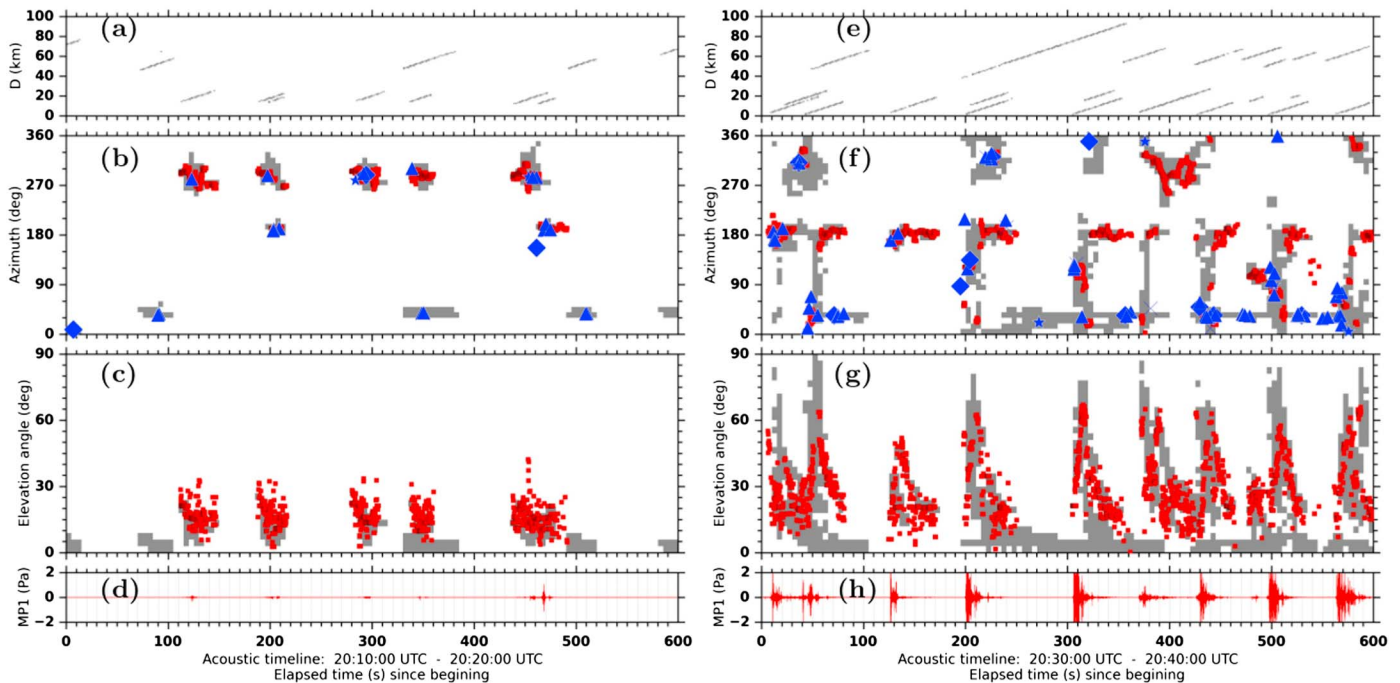 (a)
D (km)
100
80
60
40
20
0
(b)
Azimuth (deg)
360
270
180
90
0
(c)
Elevation angle (deg)
90
60
30
0
(d)
MP1 (Pa)
2
0
−2
0 100 200 300 400 500 600
Acoustic timeline: 20:10:00 UTC - 20:20:00 UTC
Elapsed time (s) since begining
(e)
D (km)
100
80
60
40
20
0
(f)
Azimuth (deg)
360
270
180
90
0
(g)
Elevation angle (deg)
90
60
30
0
(h)
MP1 (Pa)
2
0
−2
0 100 200 300 400 500 600
Acoustic timeline: 20:30:00 UTC - 20:40:00 UTC
Elapsed time (s) since begining